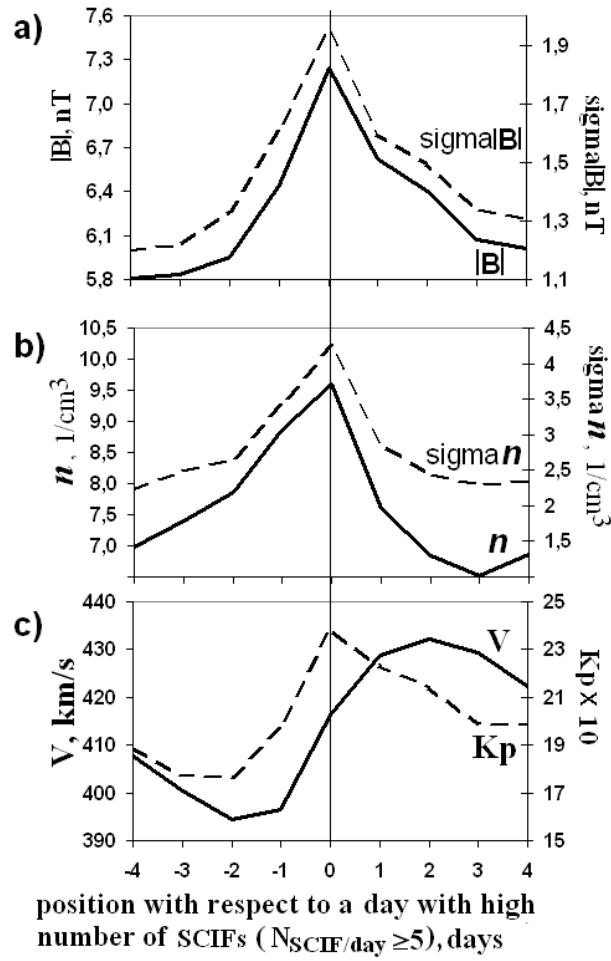 a)
7,6
7,3
7,0
6,7
6,4
6,1
5,8
|B|, nT
1,9
1,7
1,5
1,3
1,1
sigma|B|, nT
sigma|B|
|B|
b)
10,5
10,0
9,5
9,0
8,5
8,0
7,5
7,0
n, 1/cm³
4,5
4
3,5
3
2,5
2
1,5
sigma n, 1/cm³
sigma n
n
c)
440
430
420
410
400
390
V, km/s
25
23
21
19
17
15
Kp x 10
V
Kp
-4 -3 -2 -1 0 1 2 3 4
position with respect to a day with high
number of SCIFs (N_SCIF/day ≥5), days